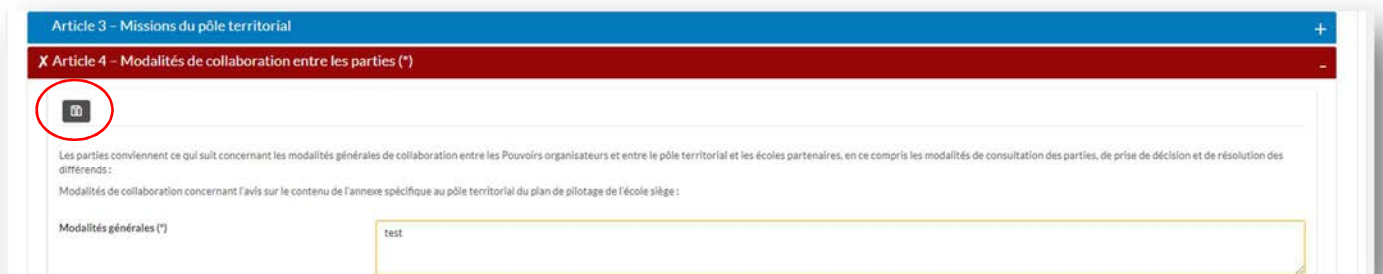 Article 3 – Missions du pôle territorial
+
✗ Article 4 – Modalités de collaboration entre les parties (*)
-
Les parties conviennent ce qui suit concernant les modalités générales de collaboration entre les Pouvoirs organisateurs et entre le pôle territorial et les écoles partenaires, en ce compris les modalités de consultation des parties, de prise de décision et de résolution des
différends :
Modalités de collaboration concernant l'avis sur le contenu de l'annexe spécifique au pôle territorial du plan de pilotage de l'école siège :
Modalités générales (*)
test